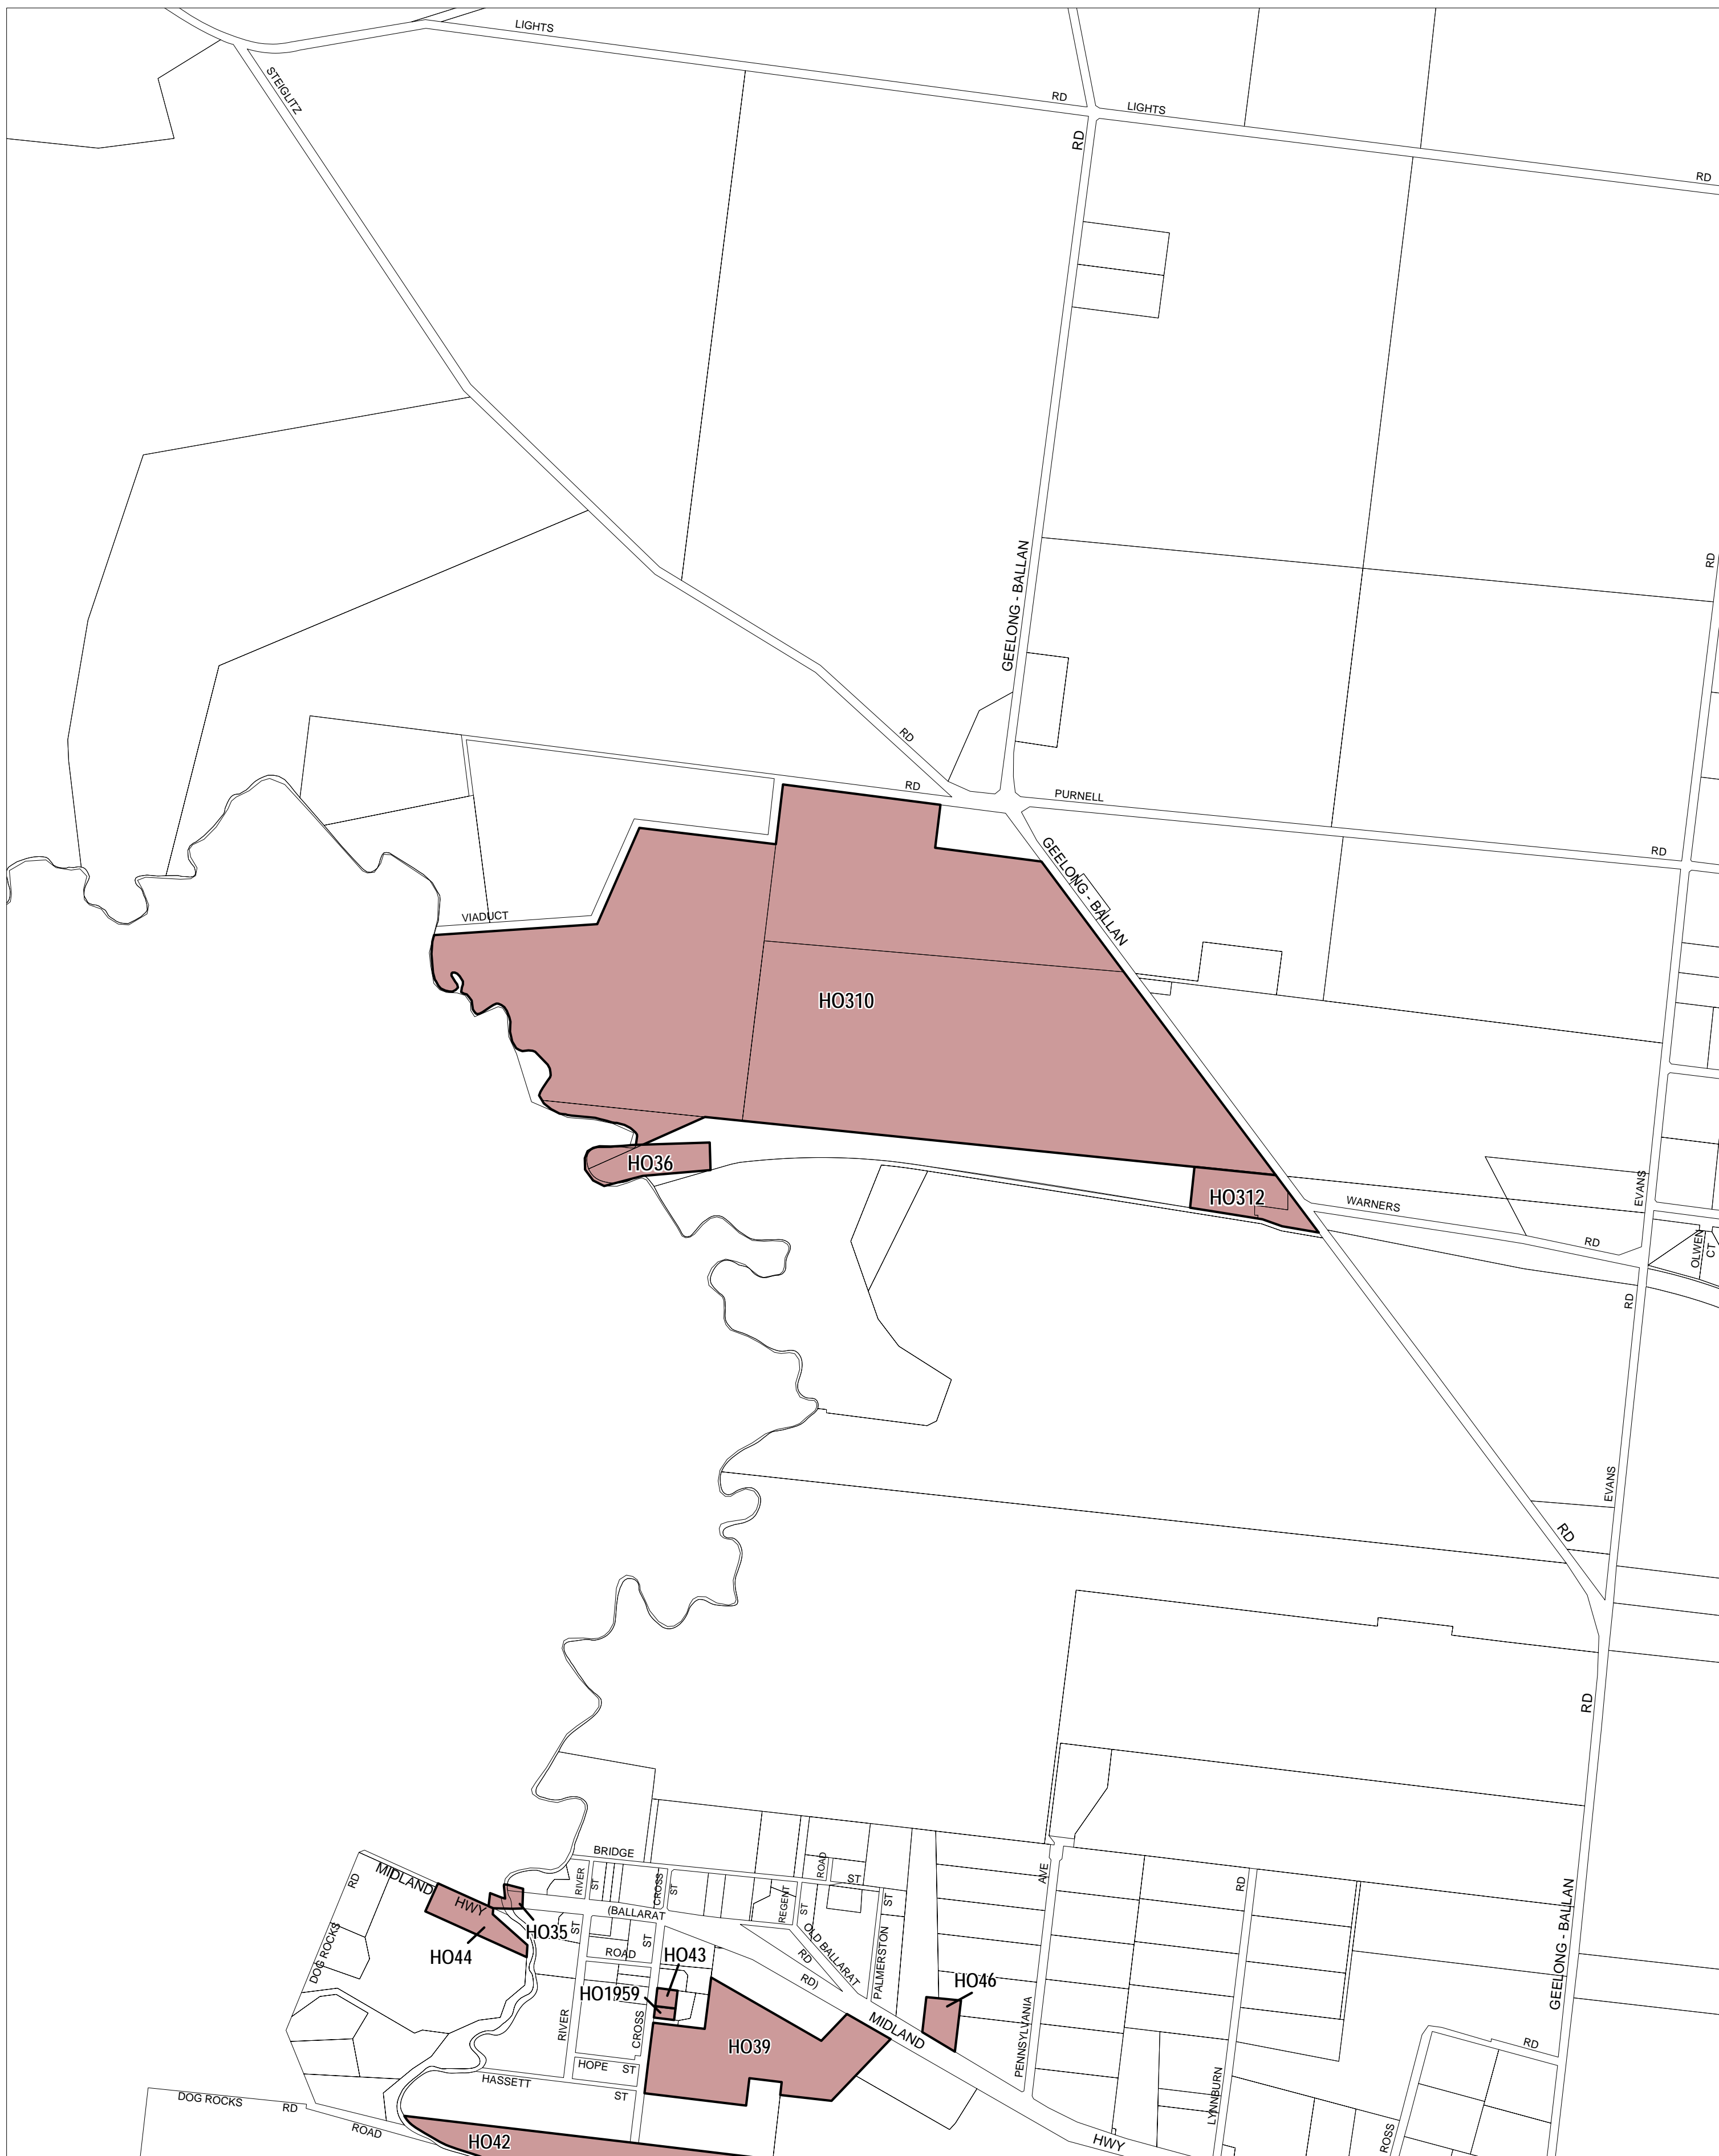 LIGHTS
STEIGLITZ
RD
LIGHTS
RD
RD
GEELONG - BALLAN
RD
RD
RD
PURNELL
RD
GEELONG - BALLAN
VIADUCT
HO310
HO36
HO312
WARNERS
EVANS
RD
OLWEN
CT
RD
EVANS
RD
RD
BRIDGE
ROAD
ST
AVE
RD
MIDLAND
RD
RIVER
ST
CROSS
ST
REGENT
ST
ST
HWY
(BALLARAT
HO35
ST
OLD BALLARAT
PALMERSTON
GEELONG - BALLAN
DOG ROCKS
HO44
ROAD
ST
HO43
RD
RD)
HO46
HO1959
RIVER
CROSS
MIDLAND
PENNSYLVANIA
HO39
RD
HOPE
ST
HASSETT
ST
LYNNBURN
DOG ROCKS
RD
ROAD
HO42
HWY
ROSS